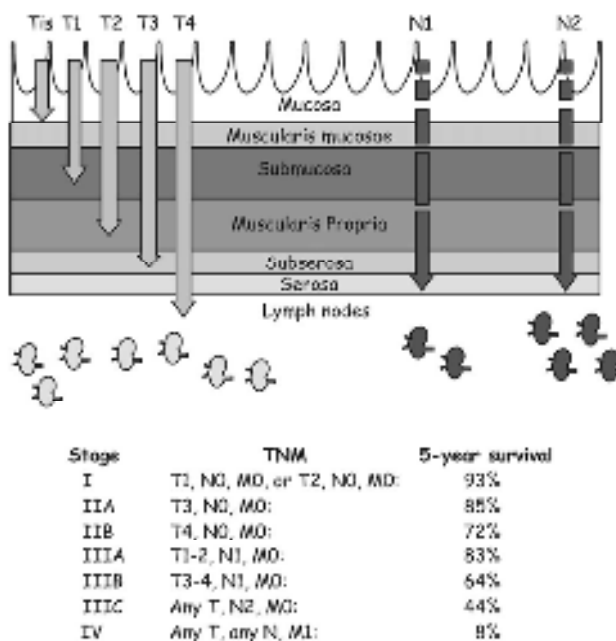 Tis T1 T2 T3 T4 N1 N2
Mucosa
Muscularis mucosae
Submucosa
Muscularis Propria
Subserosa
Serosa
Lymph nodes
Stage TNM 5-year survival
I T1, N0, M0, or T2, N0, M0: 93%
IIA T3, N0, M0: 85%
IIB T4, N0, M0: 72%
IIIA T1-2, N1, M0: 83%
IIIB T3-4, N1, M0: 64%
IIIC Any T, N2, M0: 44%
IV Any T, any N, M1: 8%